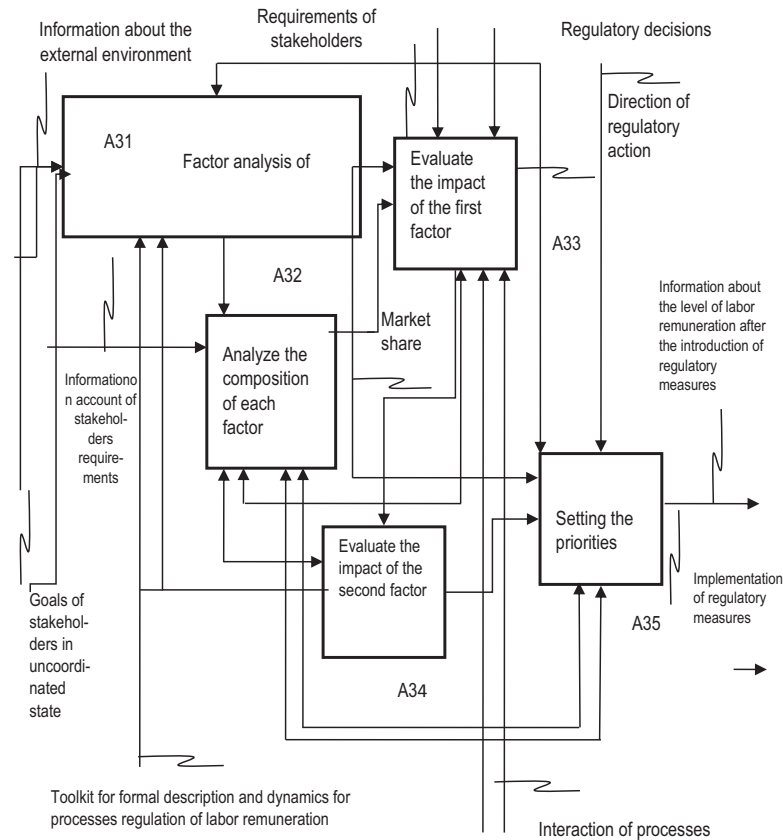 Information about the
external environment
Requirements of
stakeholders
Regulatory decisions
Direction of
regulatory
action
A31
Factor analysis of
Evaluate
the impact
of the first
factor
A33
A32
Information about
the level of labor
remuneration after
the introduction of
regulatory
measures
Market
share
Analyze the
composition
of each
factor
Informationo
n account of
stakehol-
ders
require-
ments
Setting the
priorities
Evaluate the
impact of the
second factor
Implementation
of regulatory
measures
Goals of
stakehol-
ders in
uncoordi-
nated
state
A35
A34
Toolkit for formal description and dynamics for
processes regulation of labor remuneration
Interaction of processes